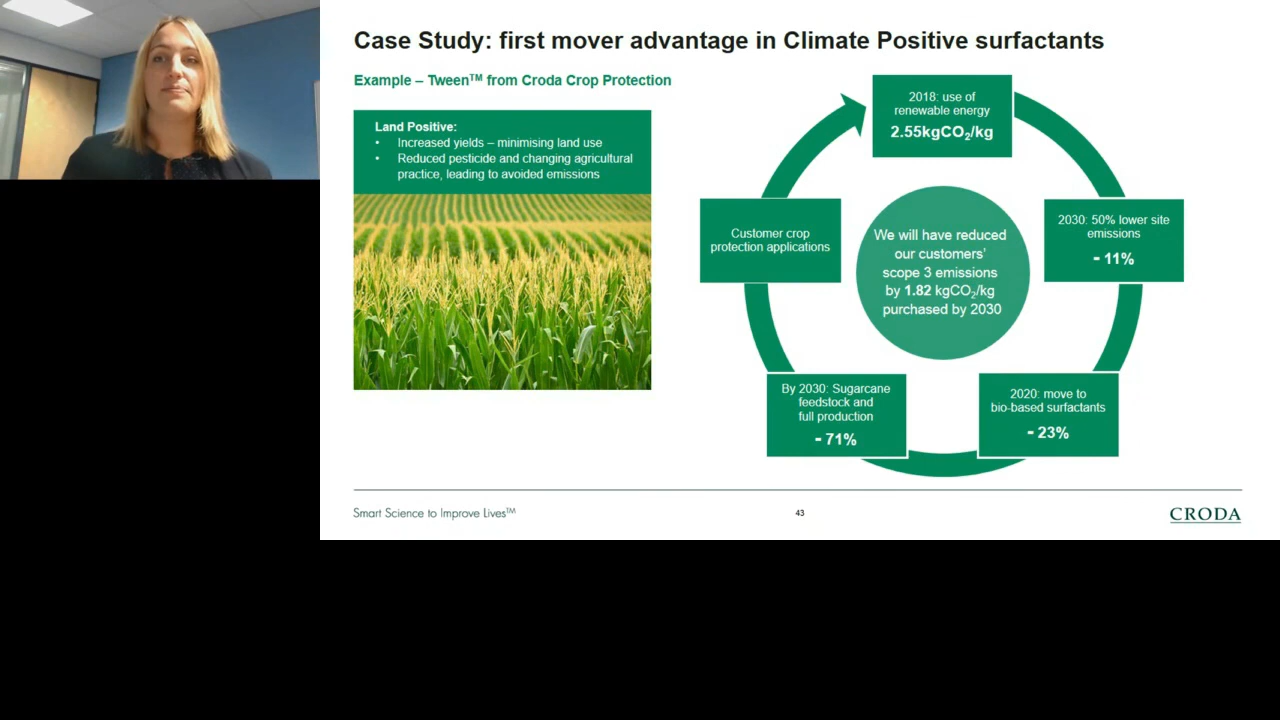 Case Study: first mover advantage in Climate Positive surfactants
Example – Tween™ from Croda Crop Protection
Land Positive:
• Increased yields – minimising land use
• Reduced pesticide and changing agricultural
practice, leading to avoided emissions
2018: use of
renewable energy
2.55kgCO₂/kg
2030: 50% lower site
emissions
- 11%
2020: move to
bio-based surfactants
- 23%
By 2030: Sugarcane
feedstock and
full production
- 71%
Customer crop
protection applications
We will have reduced
our customers’
scope 3 emissions
by 1.82 kgCO₂/kg
purchased by 2030
Smart Science to Improve Lives™
43
CRODA